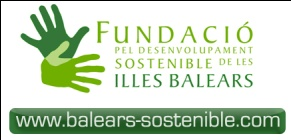 FUNDACIÓ
PEL DESENVOLUPAMENT
SOSTENIBLE DE LES
ILLES BALEARS
www.balears-sostenible.com